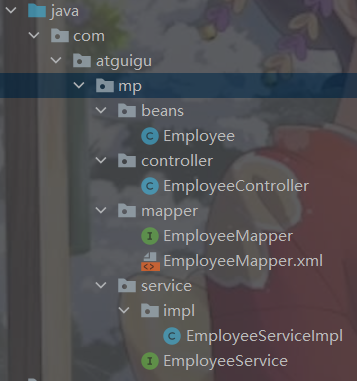 java
com
atguigu
mp
beans
Employee
controller
EmployeeController
mapper
EmployeeMapper
EmployeeMapper.xml
service
impl
EmployeeServiceImpl
EmployeeService